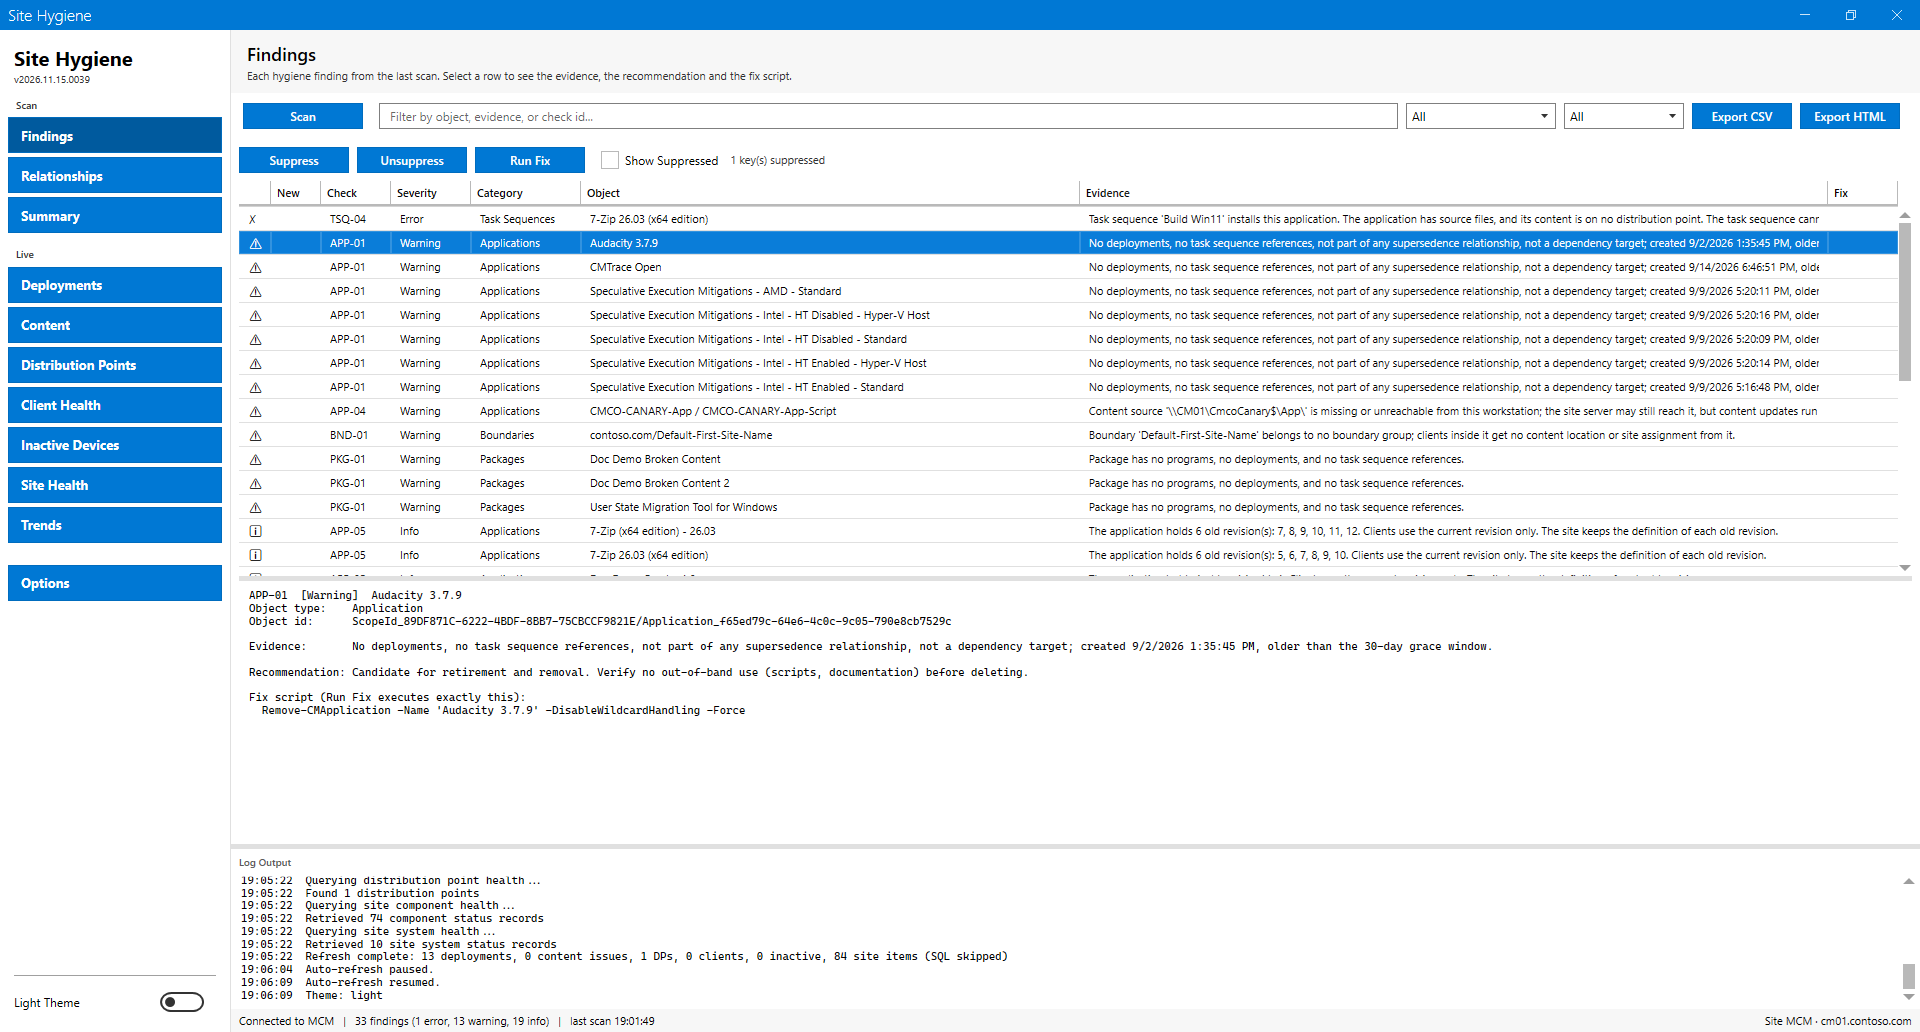 Site Hygiene
Site Hygiene
v2026.11.15.0039
Scan
Findings
Relationships
Summary
Live
Deployments
Content
Distribution Points
Client Health
Inactive Devices
Site Health
Trends
Options
Light Theme
Findings
Each hygiene finding from the last scan. Select a row to see the evidence, the recommendation and the fix script.
Scan Filter by object, evidence, or check id... All All Export CSV Export HTML
Suppress Unsuppress Run Fix Show Suppressed 1 key(s) suppressed
New Check Severity Category Object Evidence Fix
X TSQ-04 Error Task Sequences 7-Zip 26.03 (x64 edition) Task sequence 'Build Win11' installs this application. The application has source files, and its content is on no distribution point. The task sequence canr
APP-01 Warning Applications Audacity 3.7.9 No deployments, no task sequence references, not part of any supersedence relationship, not a dependency target; created 9/2/2026 1:35:45 PM, older
APP-01 Warning Applications CMTrace Open No deployments, no task sequence references, not part of any supersedence relationship, not a dependency target; created 9/14/2026 6:46:51 PM, olde
APP-01 Warning Applications Speculative Execution Mitigations - AMD - Standard No deployments, no task sequence references, not part of any supersedence relationship, not a dependency target; created 9/9/2026 5:20:11 PM, older
APP-01 Warning Applications Speculative Execution Mitigations - Intel - HT Disabled - Hyper-V Host No deployments, no task sequence references, not part of any supersedence relationship, not a dependency target; created 9/9/2026 5:20:16 PM, older
APP-01 Warning Applications Speculative Execution Mitigations - Intel - HT Disabled - Standard No deployments, no task sequence references, not part of any supersedence relationship, not a dependency target; created 9/9/2026 5:20:09 PM, older
APP-01 Warning Applications Speculative Execution Mitigations - Intel - HT Enabled - Hyper-V Host No deployments, no task sequence references, not part of any supersedence relationship, not a dependency target; created 9/9/2026 5:20:14 PM, older
APP-01 Warning Applications Speculative Execution Mitigations - Intel - HT Enabled - Standard No deployments, no task sequence references, not part of any supersedence relationship, not a dependency target; created 9/9/2026 5:16:48 PM, older
APP-04 Warning Applications CMCO-CANARY-App / CMCO-CANARY-App-Script Content source '\\CM01\CmcoCanary$\App\' is missing or unreachable from this workstation; the site server may still reach it, but content updates run
BND-01 Warning Boundaries contoso.com/Default-First-Site-Name Boundary 'Default-First-Site-Name' belongs to no boundary group; clients inside it get no content location or site assignment from it.
PKG-01 Warning Packages Doc Demo Broken Content Package has no programs, no deployments, and no task sequence references.
PKG-01 Warning Packages Doc Demo Broken Content 2 Package has no programs, no deployments, and no task sequence references.
PKG-01 Warning Packages User State Migration Tool for Windows Package has no programs, no deployments, and no task sequence references.
APP-05 Info Applications 7-Zip (x64 edition) - 26.03 The application holds 6 old revision(s): 7, 8, 9, 10, 11, 12. Clients use the current revision only. The site keeps the definition of each old revision.
APP-05 Info Applications 7-Zip 26.03 (x64 edition) The application holds 6 old revision(s): 5, 6, 7, 8, 9, 10. Clients use the current revision only. The site keeps the definition of each old revision.
APP-01 [Warning] Audacity 3.7.9
Object type: Application
Object id: ScopeId_89DF871C-6222-4BDF-8BB7-75CBCCF9821E/Application_f65ed79c-64e6-4c0c-9c05-790e8cb7529c
Evidence: No deployments, no task sequence references, not part of any supersedence relationship, not a dependency target; created 9/2/2026 1:35:45 PM, older than the 30-day grace window.
Recommendation: Candidate for retirement and removal. Verify no out-of-band use (scripts, documentation) before deleting.
Fix script (Run Fix executes exactly this):
Remove-CMApplication -Name 'Audacity 3.7.9' -DisableWildcardHandling -Force
Log Output
19:05:22 Querying distribution point health...
19:05:22 Found 1 distribution points
19:05:22 Querying site component health...
19:05:22 Retrieved 74 component status records
19:05:22 Querying site system health...
19:05:22 Retrieved 10 site system status records
19:05:22 Refresh complete: 13 deployments, 0 content issues, 1 DPs, 0 clients, 0 inactive, 84 site items (SQL skipped)
19:06:04 Auto-refresh paused.
19:06:09 Auto-refresh resumed.
19:06:09 Theme: light
Connected to MCM | 33 findings (1 error, 13 warning, 19 info) | last scan 19:01:49
Site MCM · cm01.contoso.com